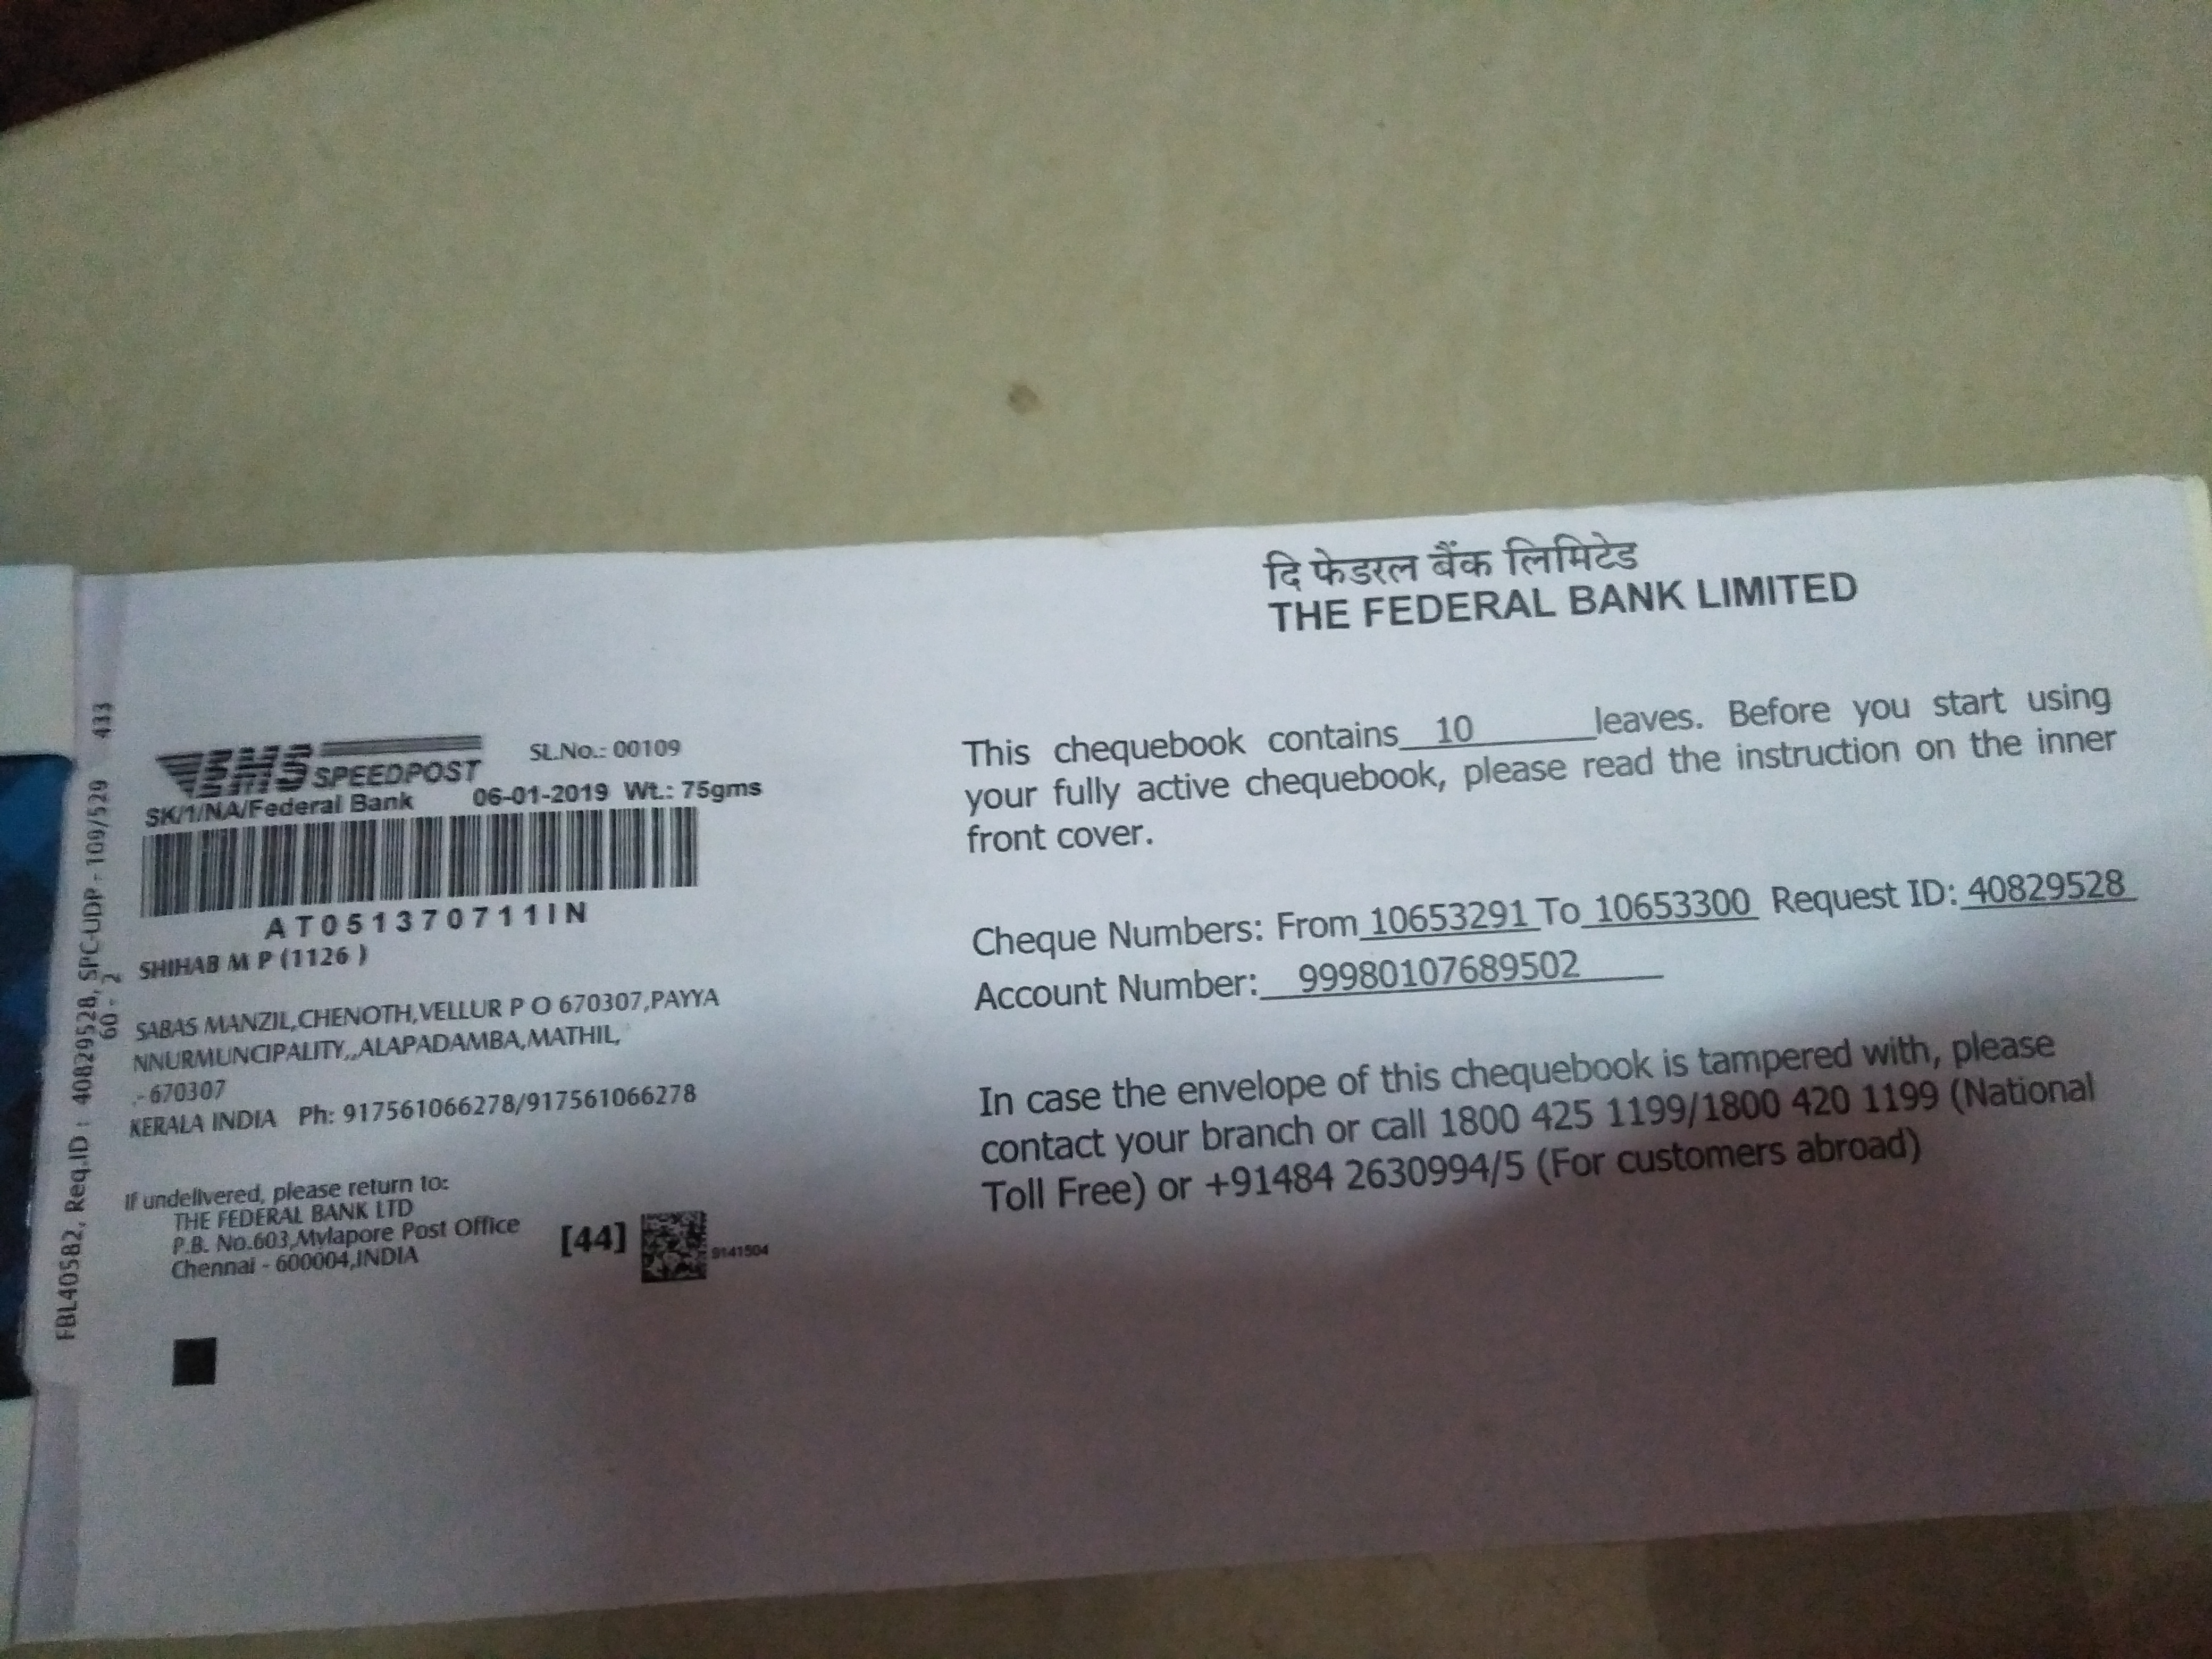 FBL40582, Req.ID : 40829528, SPC-UDP - 109/529 433
60 - 2
EMS SPEEDPOST SL.No.: 00109
SK/1/NA/Federal Bank 06-01-2019 Wt.: 75gms
AT051370711IN
SHIHAB M P (1126 )
SABAS MANZIL,CHENOTH,VELLUR P O 670307,PAYYA
NNURMUNCIPALITY,,ALAPADAMBA,MATHIL,
.-670307
KERALA INDIA Ph: 917561066278/917561066278
If undelivered, please return to:
THE FEDERAL BANK LTD
P.B. No.603,Mylapore Post Office
Chennai - 600004,INDIA
[44]
9141504
दि फेडरल बैंक लिमिटेड
THE FEDERAL BANK LIMITED
This chequebook contains 10 leaves. Before you start using
your fully active chequebook, please read the instruction on the inner
front cover.
Cheque Numbers: From 10653291 To 10653300 Request ID: 40829528
Account Number: 99980107689502
In case the envelope of this chequebook is tampered with, please
contact your branch or call 1800 425 1199/1800 420 1199 (National
Toll Free) or +91484 2630994/5 (For customers abroad)